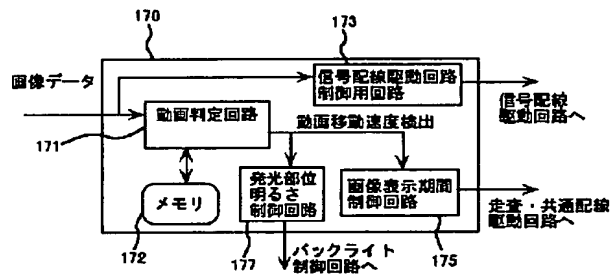 170
173
画像データ
信号配線駆動回路
制御用回路
信号配線
駆動回路へ
動画判定回路
171
動画移動速度検出
メモリ
172
発光部位
明るさ
制御回路
177
画像表示期間
制御回路
175
走査・共通配線
駆動回路へ
バックライト
制御回路へ